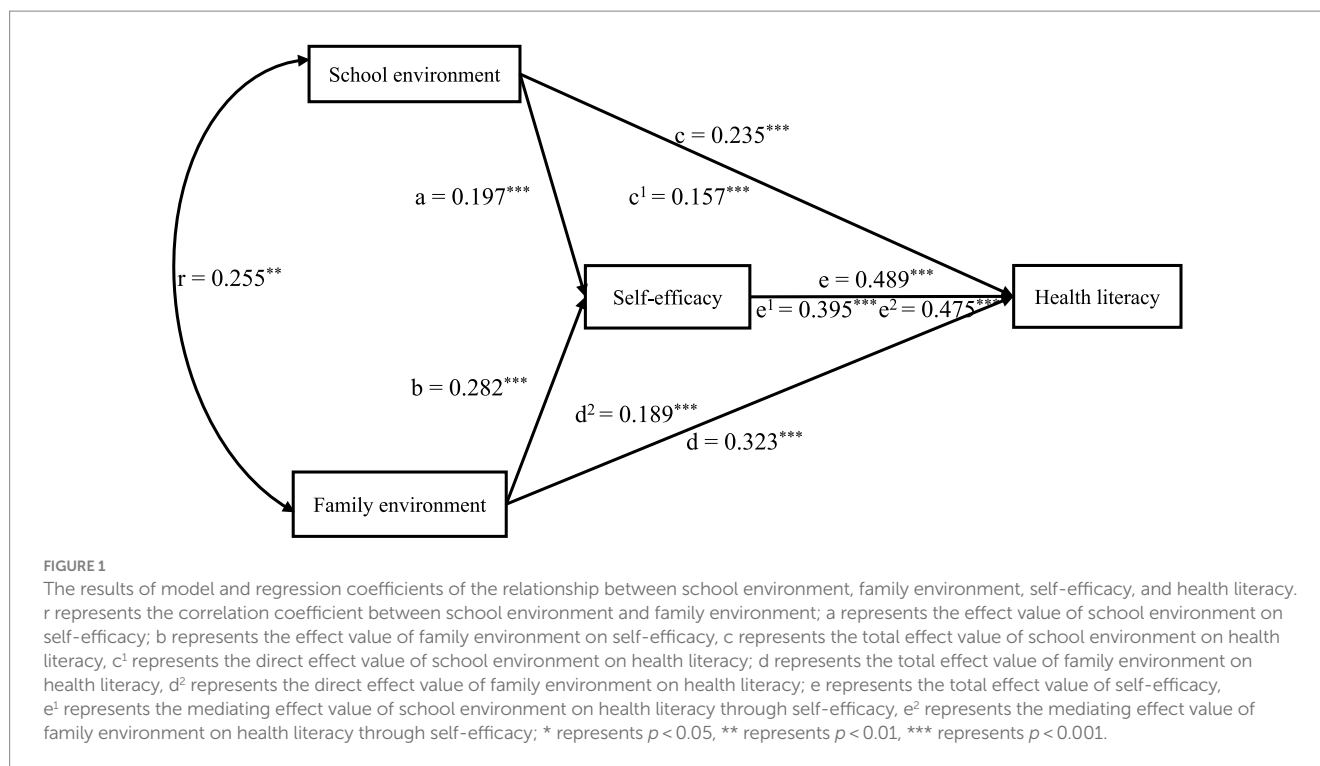 School environment
c = 0.235***
a = 0.197***
c¹ = 0.157***
r = 0.255**
Self-efficacy
e = 0.489***
e¹ = 0.395*** e² = 0.475***
Health literacy
b = 0.282***
d² = 0.189***
d = 0.323***
Family environment
FIGURE 1
The results of model and regression coefficients of the relationship between school environment, family environment, self-efficacy, and health literacy.
r represents the correlation coefficient between school environment and family environment; a represents the effect value of school environment on
self-efficacy; b represents the effect value of family environment on self-efficacy, c represents the total effect value of school environment on health
literacy, c¹ represents the direct effect value of school environment on health literacy; d represents the total effect value of family environment on
health literacy, d² represents the direct effect value of family environment on health literacy; e represents the total effect value of self-efficacy,
e¹ represents the mediating effect value of school environment on health literacy through self-efficacy, e² represents the mediating effect value of
family environment on health literacy through self-efficacy; * represents p < 0.05, ** represents p < 0.01, *** represents p < 0.001.